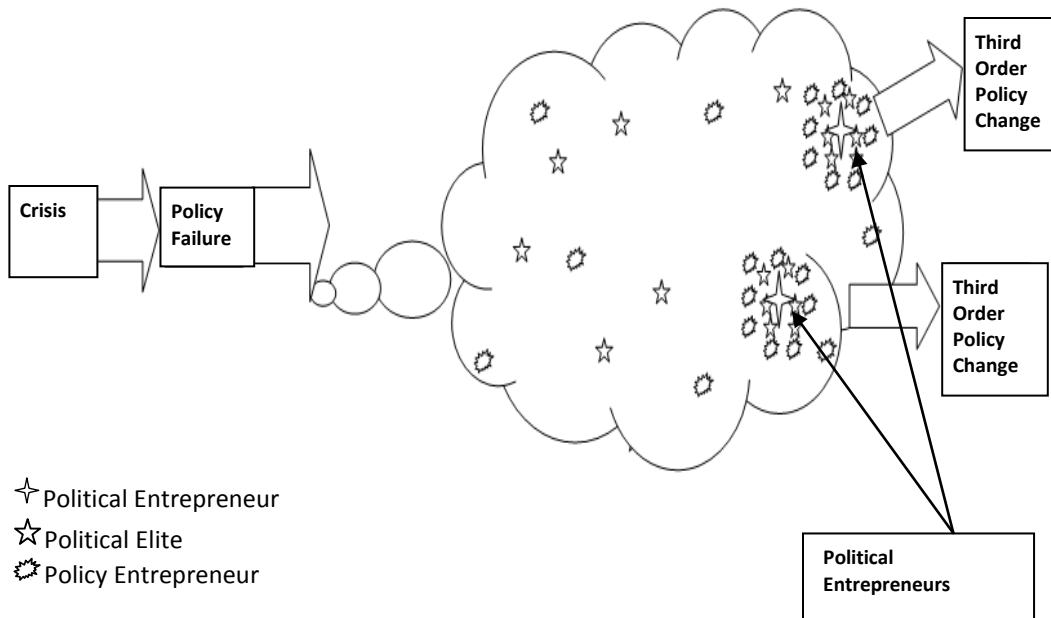 Third
Order
Policy
Change
Crisis
Policy
Failure
Third
Order
Policy
Change
Political Entrepreneur
Political Elite
Policy Entrepreneur
Political
Entrepreneurs